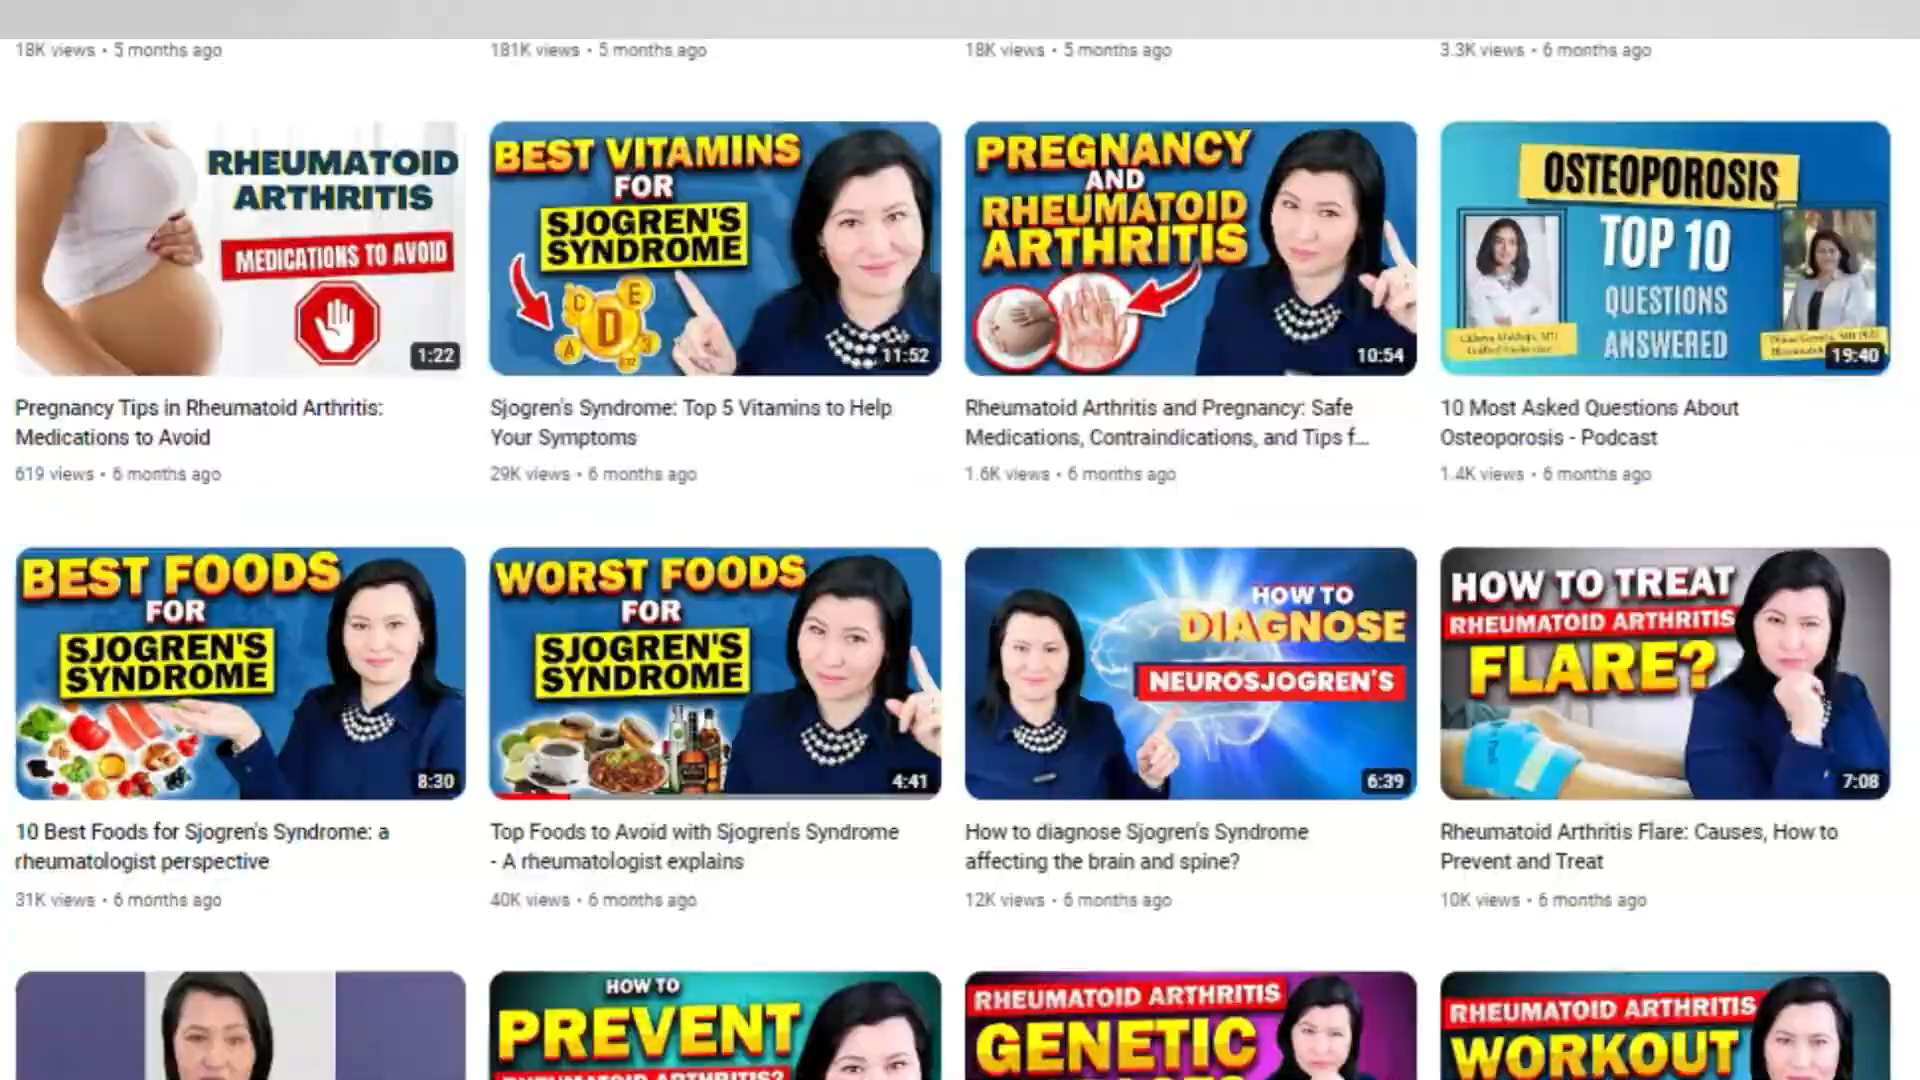 18K views • 5 months ago
181K views • 5 months ago
18K views • 5 months ago
3.3K views • 6 months ago
RHEUMATOID
ARTHRITIS
MEDICATIONS TO AVOID
1:22
BEST VITAMINS
FOR
SJOGREN'S
SYNDROME
C
E
D
A
11:52
PREGNANCY
AND
RHEUMATOID
ARTHRITIS
10:54
OSTEOPOROSIS
TOP 10
QUESTIONS
ANSWERED
19:40
Pregnancy Tips in Rheumatoid Arthritis:
Medications to Avoid
619 views • 6 months ago
Sjogren's Syndrome: Top 5 Vitamins to Help
Your Symptoms
29K views • 6 months ago
Rheumatoid Arthritis and Pregnancy: Safe
Medications, Contraindications, and Tips f...
1.6K views • 6 months ago
10 Most Asked Questions About
Osteoporosis - Podcast
1.4K views • 6 months ago
BEST FOODS
FOR
SJOGREN'S
SYNDROME
8:30
WORST FOODS
FOR
SJOGREN'S
SYNDROME
4:41
HOW TO
DIAGNOSE
NEUROSJOGREN'S
6:39
HOW TO TREAT
RHEUMATOID ARTHRITIS
FLARE?
7:08
10 Best Foods for Sjogren's Syndrome: a
rheumatologist perspective
31K views • 6 months ago
Top Foods to Avoid with Sjogren's Syndrome
- A rheumatologist explains
40K views • 6 months ago
How to diagnose Sjogren's Syndrome
affecting the brain and spine?
12K views • 6 months ago
Rheumatoid Arthritis Flare: Causes, How to
Prevent and Treat
10K views • 6 months ago
HOW TO
PREVENT
RHEUMATOID ARTHRITIS?
RHEUMATOID ARTHRITIS
GENETIC
RHEUMATOID ARTHRITIS
WORKOUT